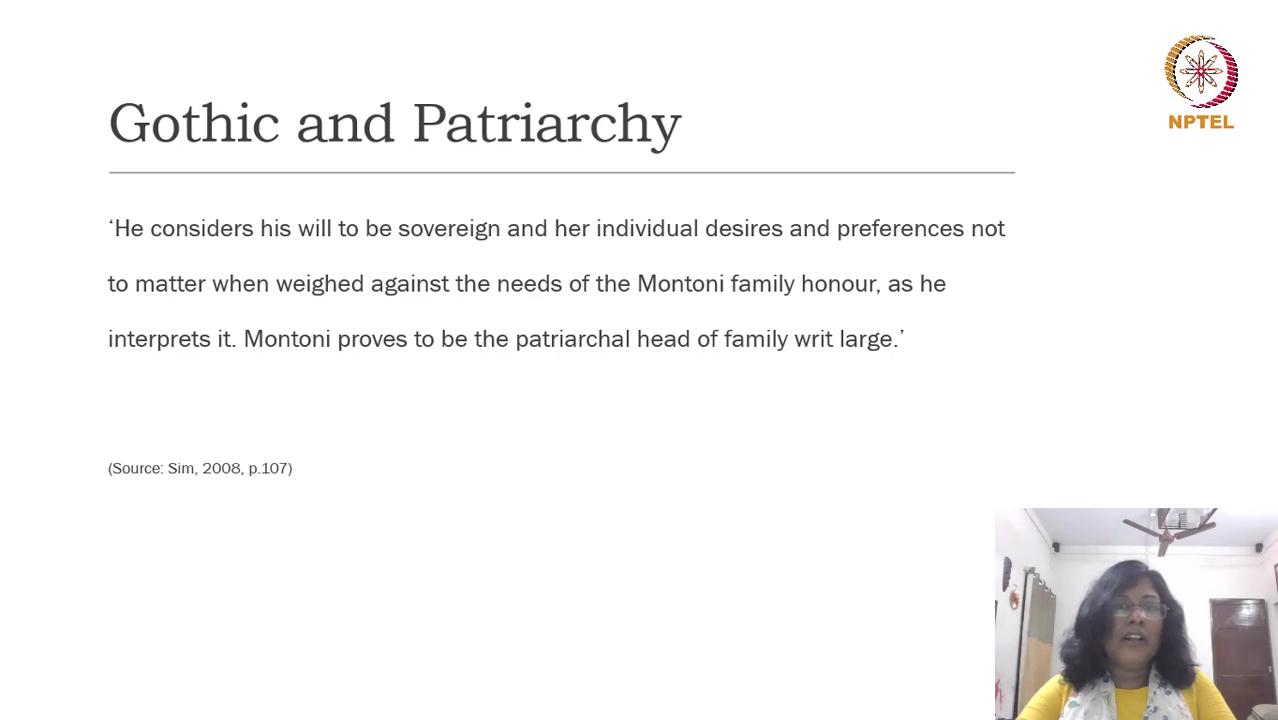 NPTEL
Gothic and Patriarchy
‘He considers his will to be sovereign and her individual desires and preferences not
to matter when weighed against the needs of the Montoni family honour, as he
interprets it. Montoni proves to be the patriarchal head of family writ large.’
(Source: Sim, 2008, p.107)